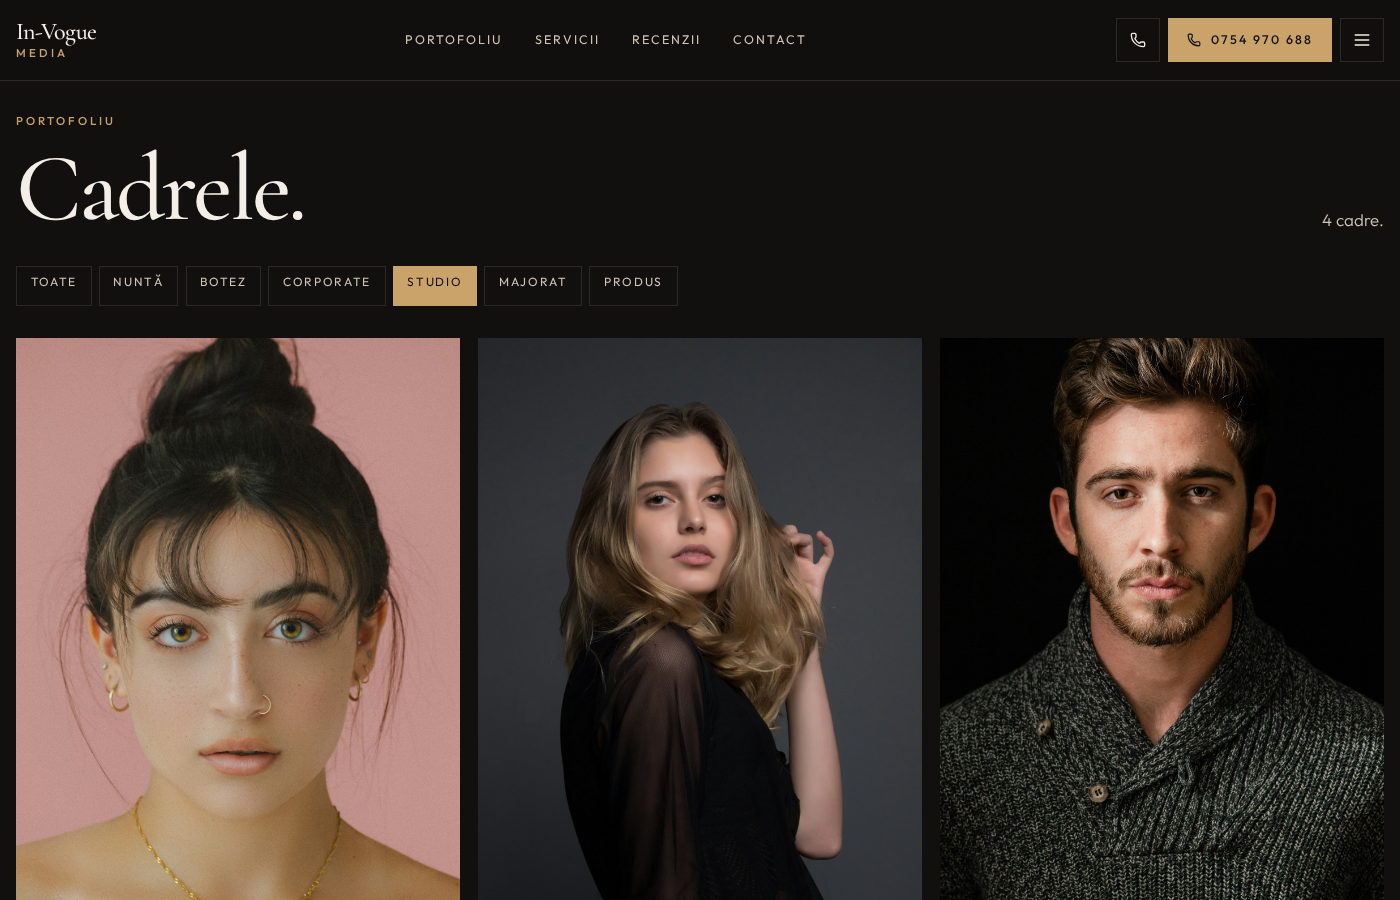 In-Vogue
MEDIA
PORTOFOLIU
SERVICII
RECENZII
CONTACT
0754 970 688
PORTOFOLIU
Cadrele.
4 cadre.
TOATE
NUNTĂ
BOTEZ
CORPORATE
STUDIO
MAJORAT
PRODUS